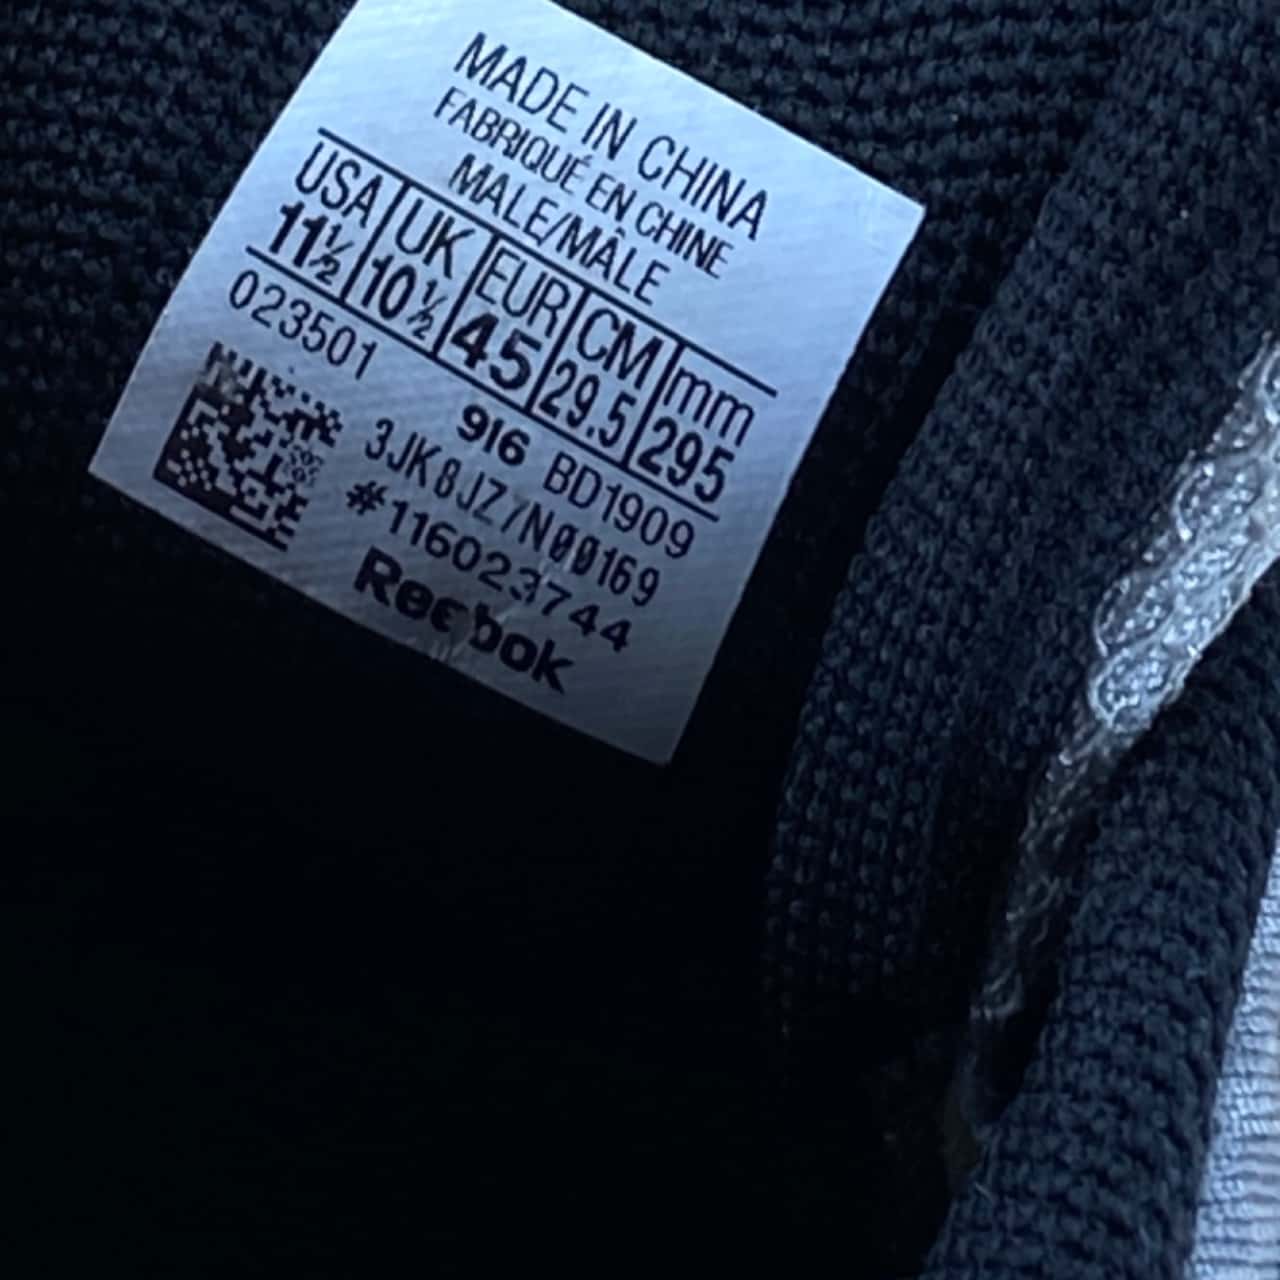 MADE IN CHINA
FABRIQUÉ EN CHINE
MALE/MÂLE
USA UK EUR CM mm
11½ 10½ 45 29.5 295
023501 916 BD1909
3JK8JZ7N00169
#116023744
Reebok